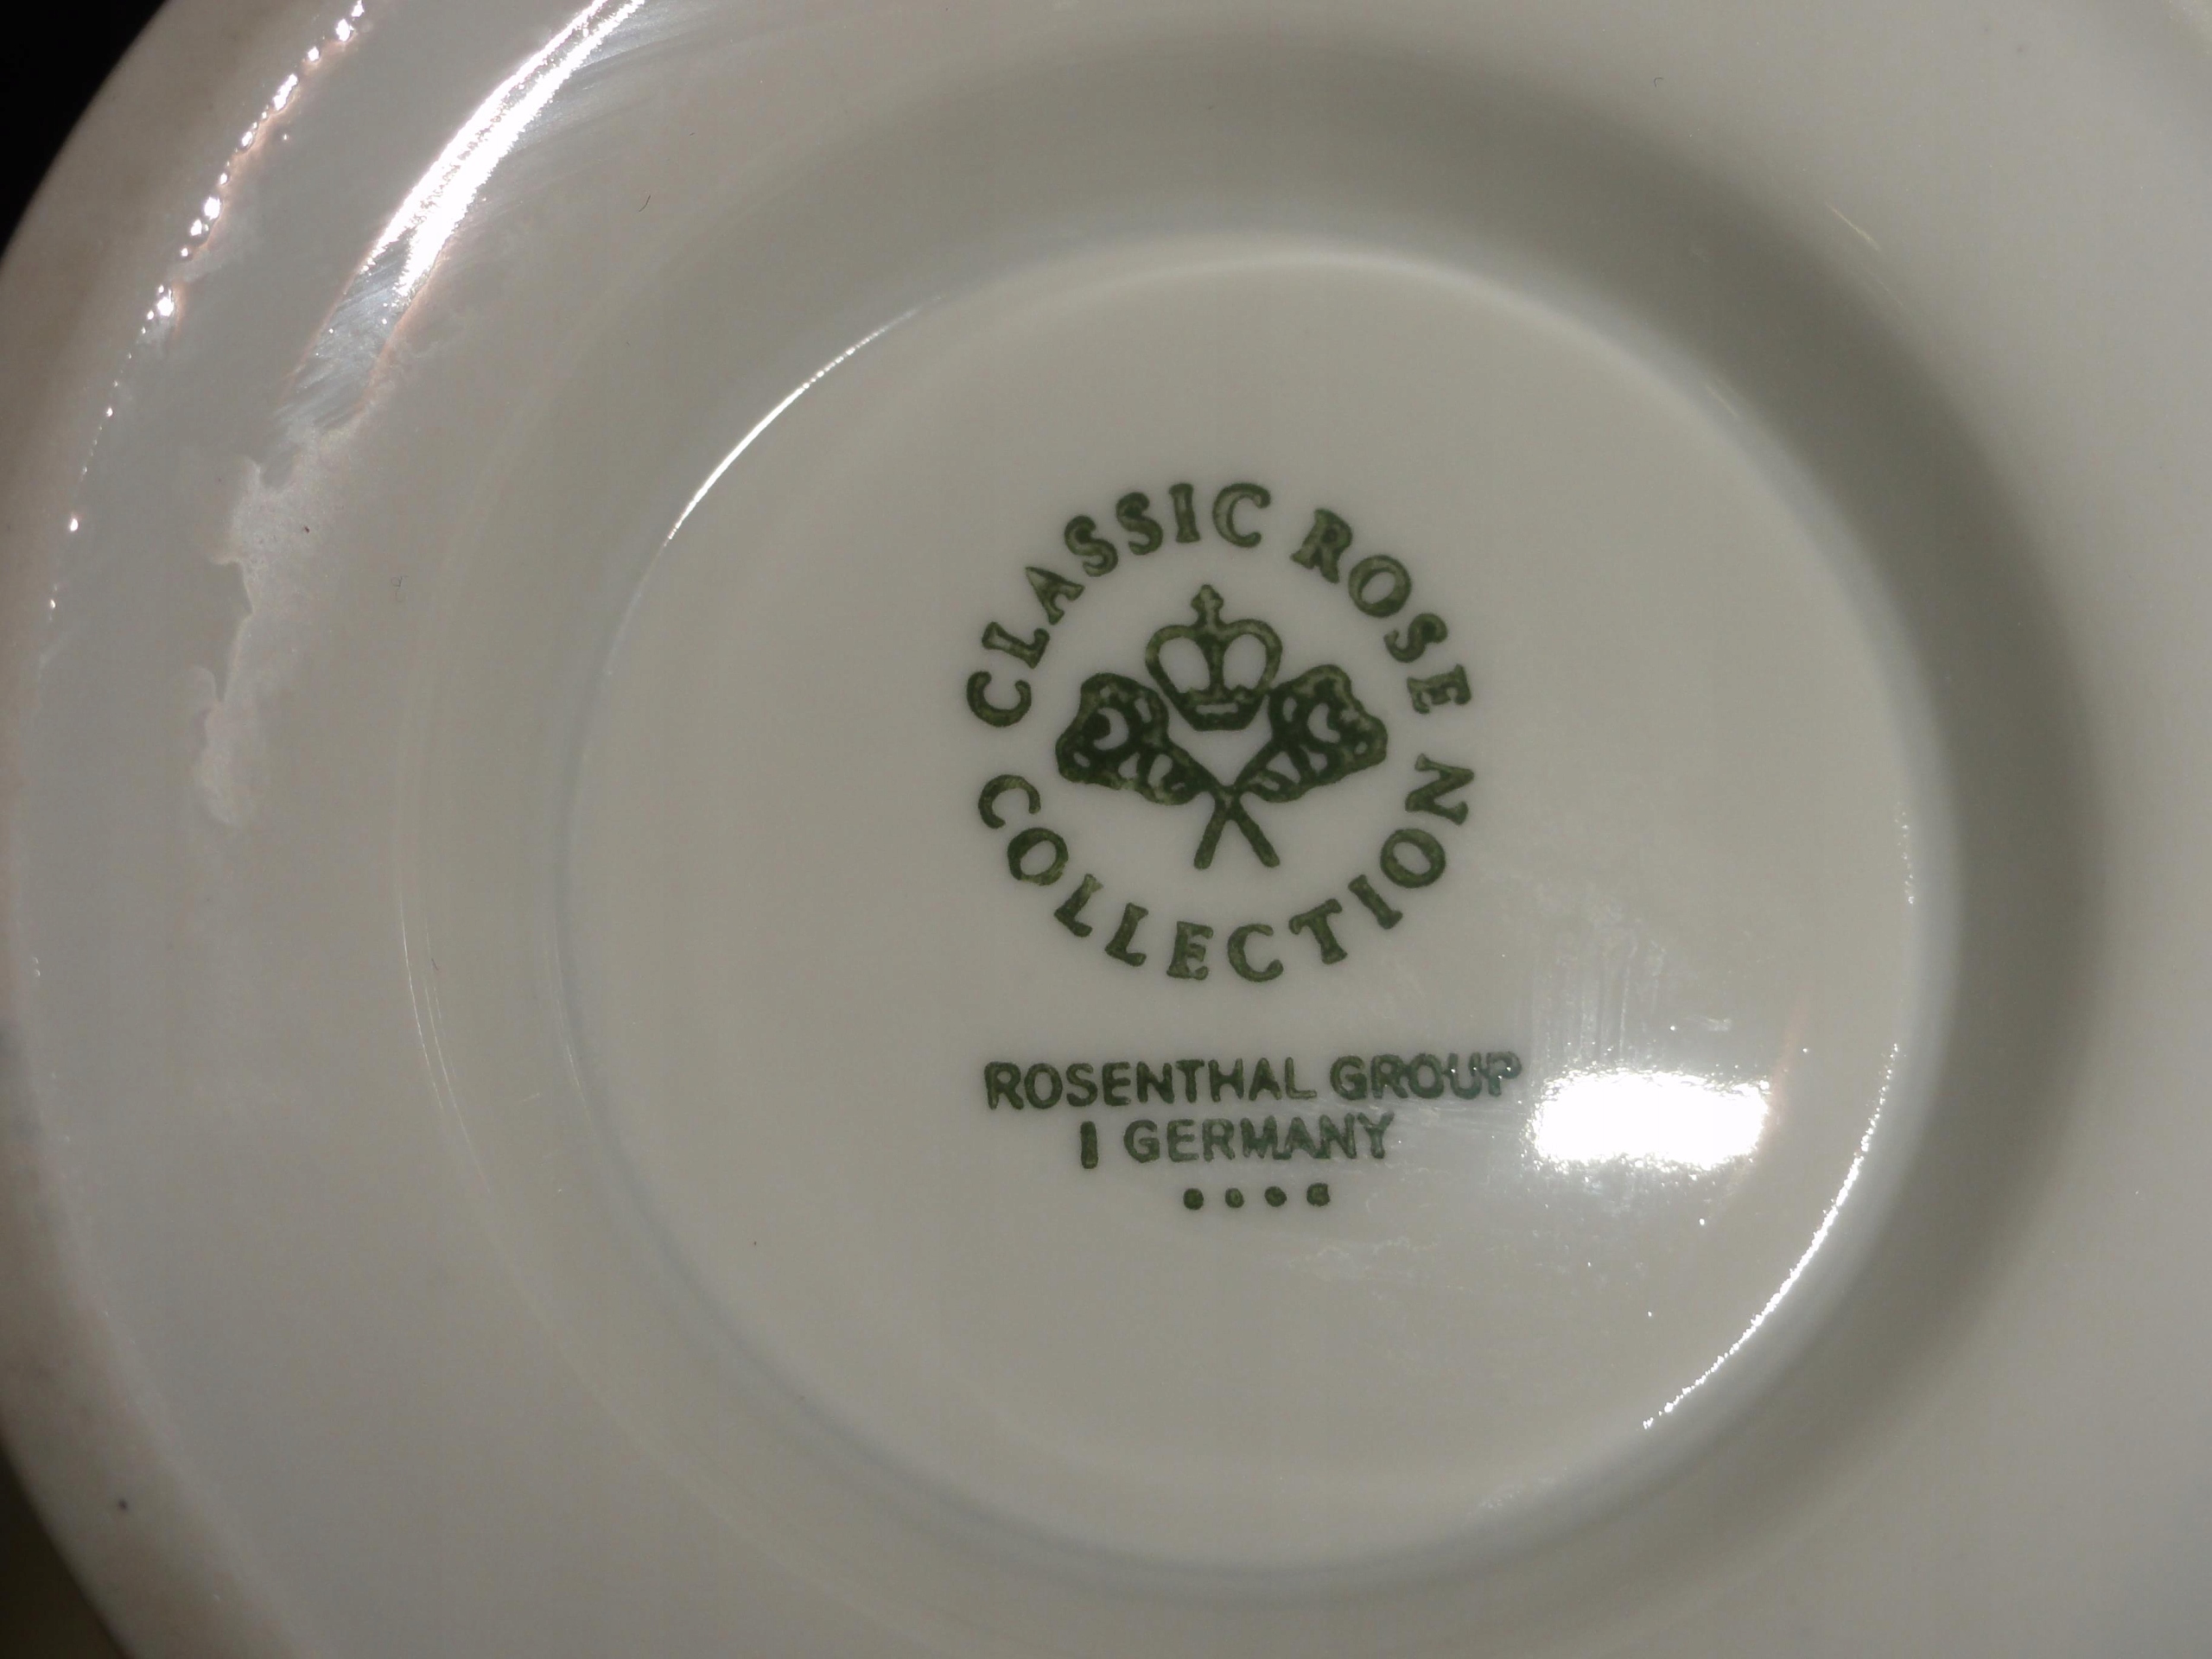 CLASSIC ROSE
COLLECTION
ROSENTHAL GROUP
I GERMANY
••••